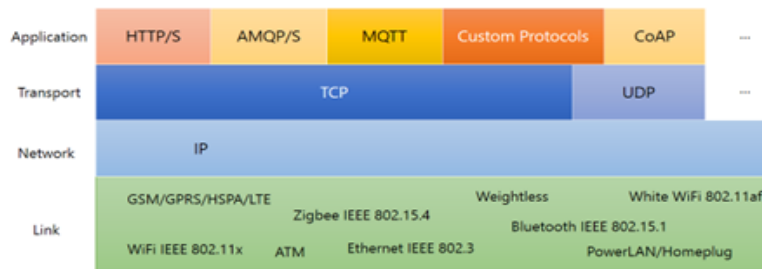 Application HTTP/S AMQP/S MQTT Custom Protocols CoAP ...
Transport TCP UDP ...
Network IP
Link
GSM/GPRS/HSPA/LTE Weightless White WiFi 802.11af
Zigbee IEEE 802.15.4 Bluetooth IEEE 802.15.1
WiFi IEEE 802.11x ATM Ethernet IEEE 802.3 PowerLAN/Homeplug